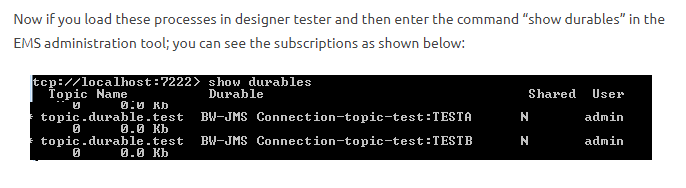 Now if you load these processes in designer tester and then enter the command “show durables” in the
EMS administration tool; you can see the subscriptions as shown below:
tcp://localhost:7222> show durables
Topic Name Durable Shared User
0 0.0 Kb
* topic.durable.test BW-JMS Connection-topic-test:TESTA N admin
0 0.0 Kb
* topic.durable.test BW-JMS Connection-topic-test:TESTB N admin
0 0.0 Kb